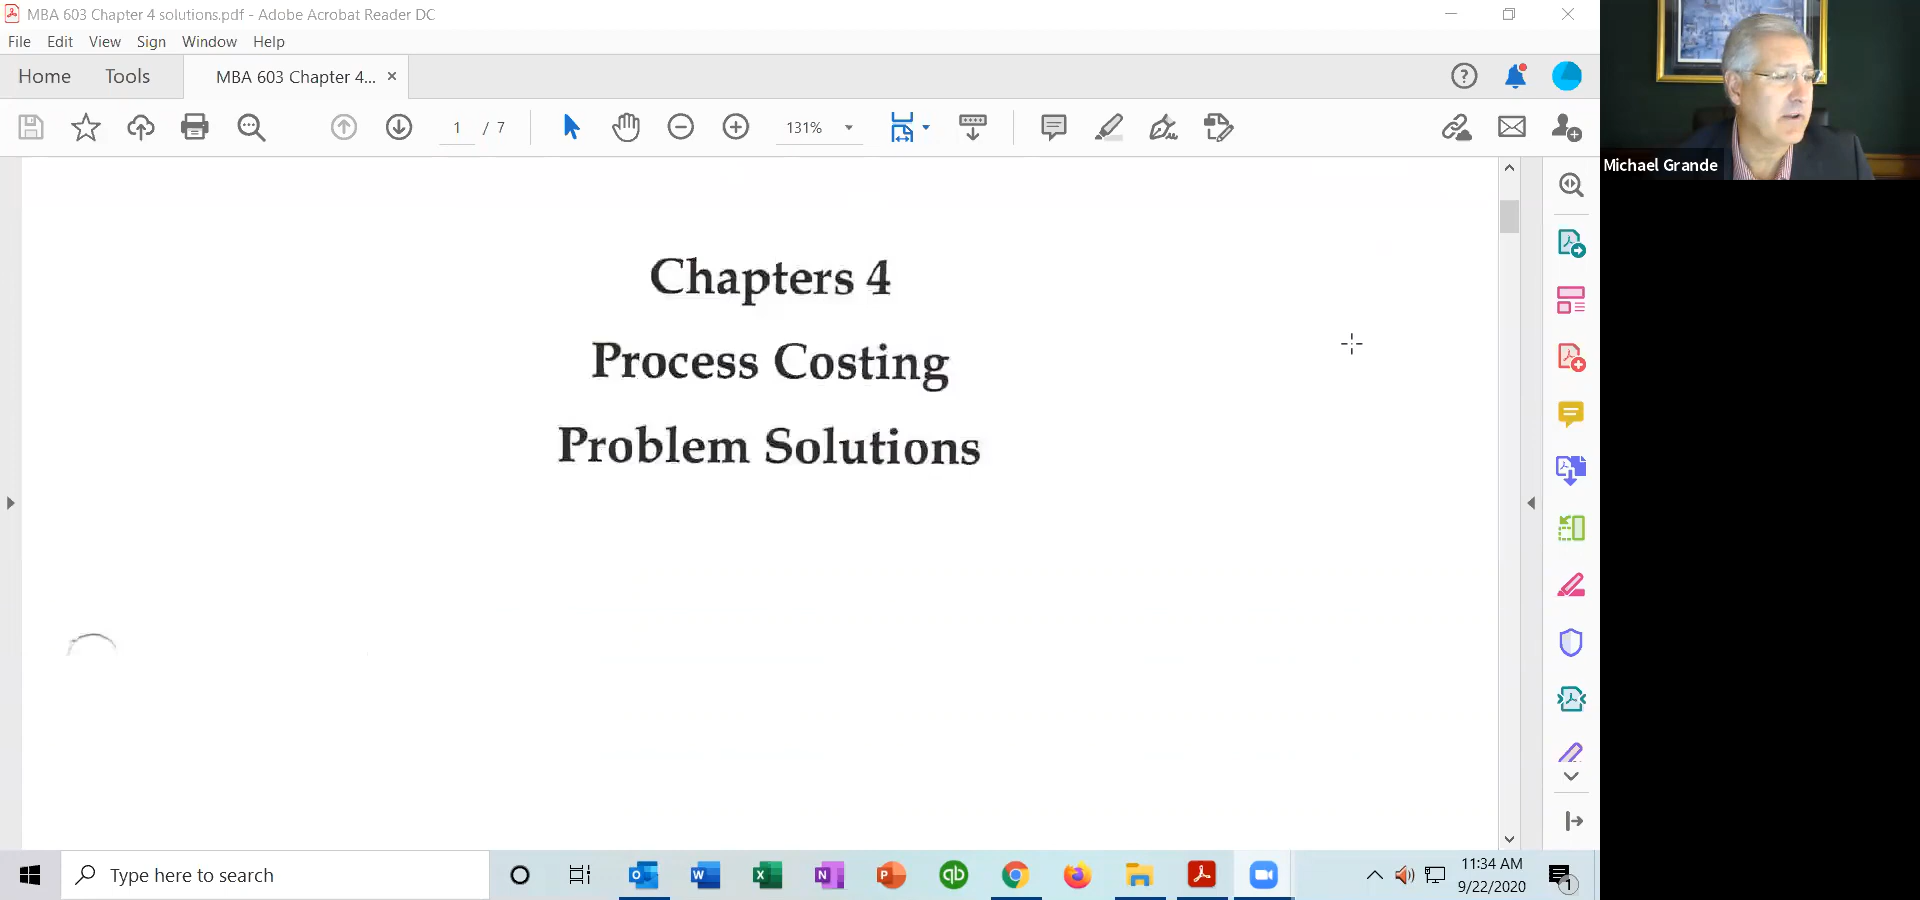 MBA 603 Chapter 4 solutions.pdf - Adobe Acrobat Reader DC
File Edit View Sign Window Help
Home Tools MBA 603 Chapter 4... ×
1 / 7 131%
Michael Grande
Chapters 4
Process Costing
Problem Solutions
Type here to search
11:34 AM
9/22/2020
1